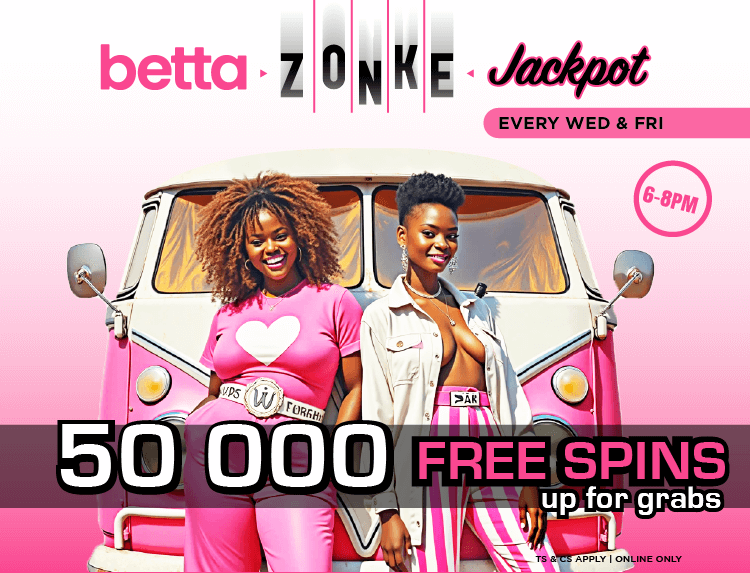 betta ZONKE Jackpot
EVERY WED & FRI
6-8PM
50 000 FREE SPINS
up for grabs
TS & CS APPLY | ONLINE ONLY